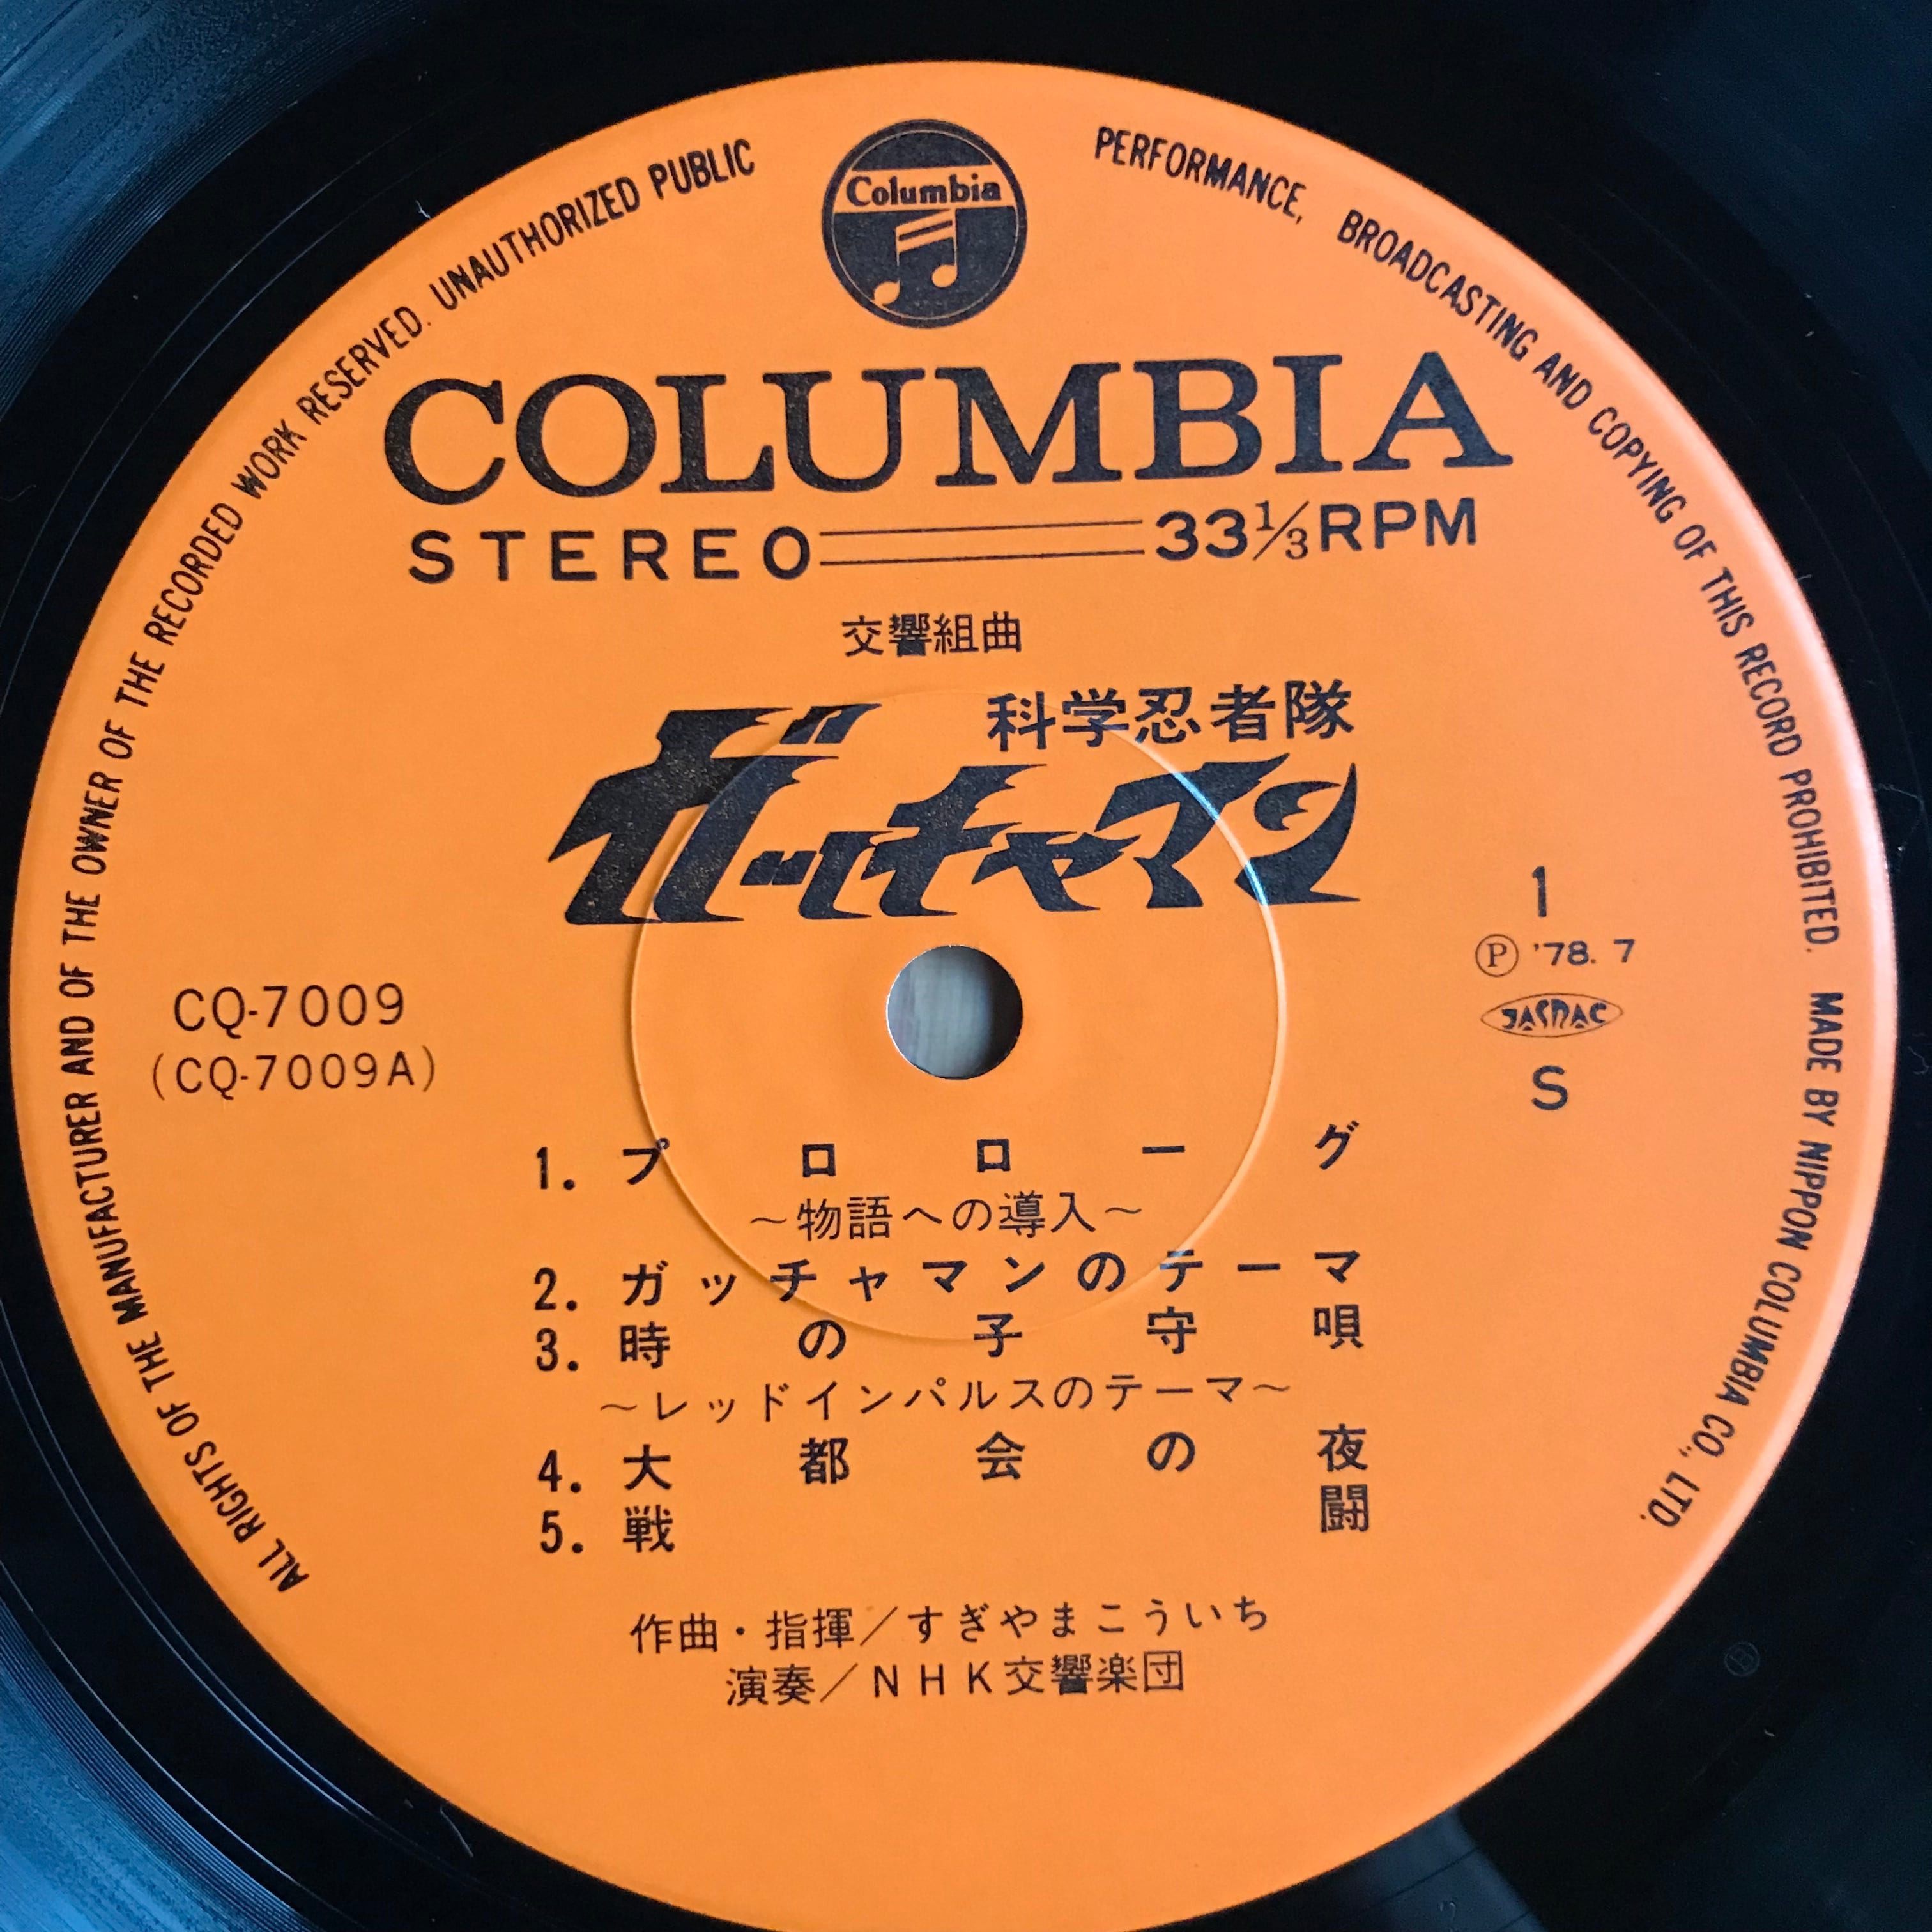 ALL RIGHTS OF THE MANUFACTURER AND OF THE OWNER OF THE RECORDED WORK RESERVED. UNAUTHORIZED PUBLIC PERFORMANCE, BROADCASTING AND COPYING OF THIS RECORD PROHIBITED. MADE BY NIPPON COLUMBIA CO., LTD.
Columbia
COLUMBIA
STEREO 33⅓ RPM
交響組曲
科学忍者隊
ガッチャマン
1
Ⓟ '78. 7
JASRAC
S
CQ-7009
(CQ-7009A)
1. プロローグ
～物語への導入～
2. ガッチャマンのテーマ
3. 時の子守唄
～レッドインパルスのテーマ～
4. 大都会の夜
5. 戦闘
作曲・指揮／すぎやまこういち
演奏／NHK交響楽団